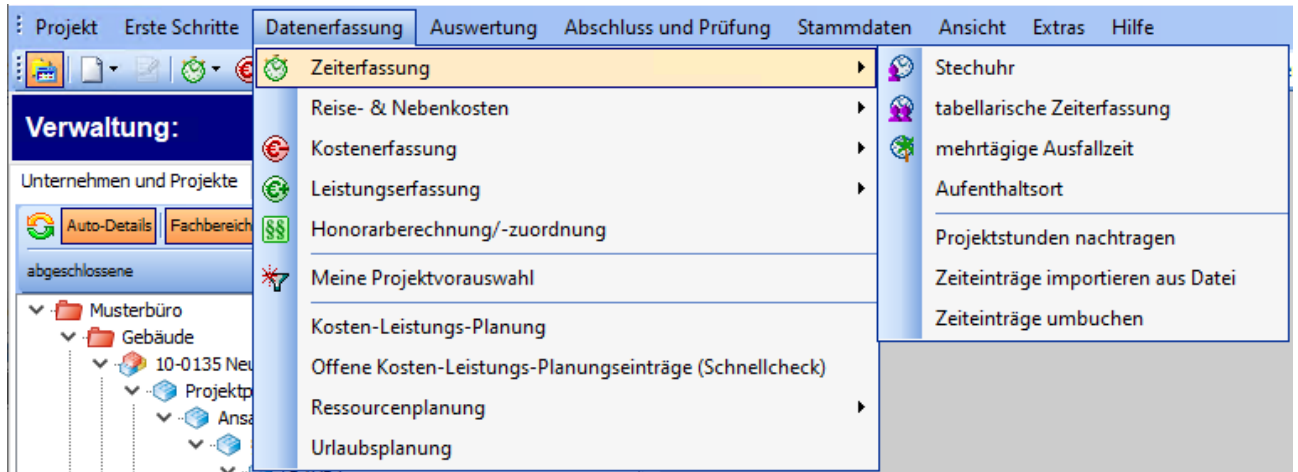 Projekt Erste Schritte Datenerfassung Auswertung Abschluss und Prüfung Stammdaten Ansicht Extras Hilfe
Zeiterfassung
Reise- & Nebenkosten
Kostenerfassung
Leistungserfassung
§§ Honorarberechnung/-zuordnung
Meine Projektvorauswahl
Kosten-Leistungs-Planung
Offene Kosten-Leistungs-Planungseinträge (Schnellcheck)
Ressourcenplanung
Urlaubsplanung
Stechuhr
tabellarische Zeiterfassung
mehrtägige Ausfallzeit
Aufenthaltsort
Projektstunden nachtragen
Zeiteinträge importieren aus Datei
Zeiteinträge umbuchen
Verwaltung:
Unternehmen und Projekte
Auto-Details Fachbereich
abgeschlossene
Musterbüro
Gebäude
10-0135 Neu
Projektp
Ansa